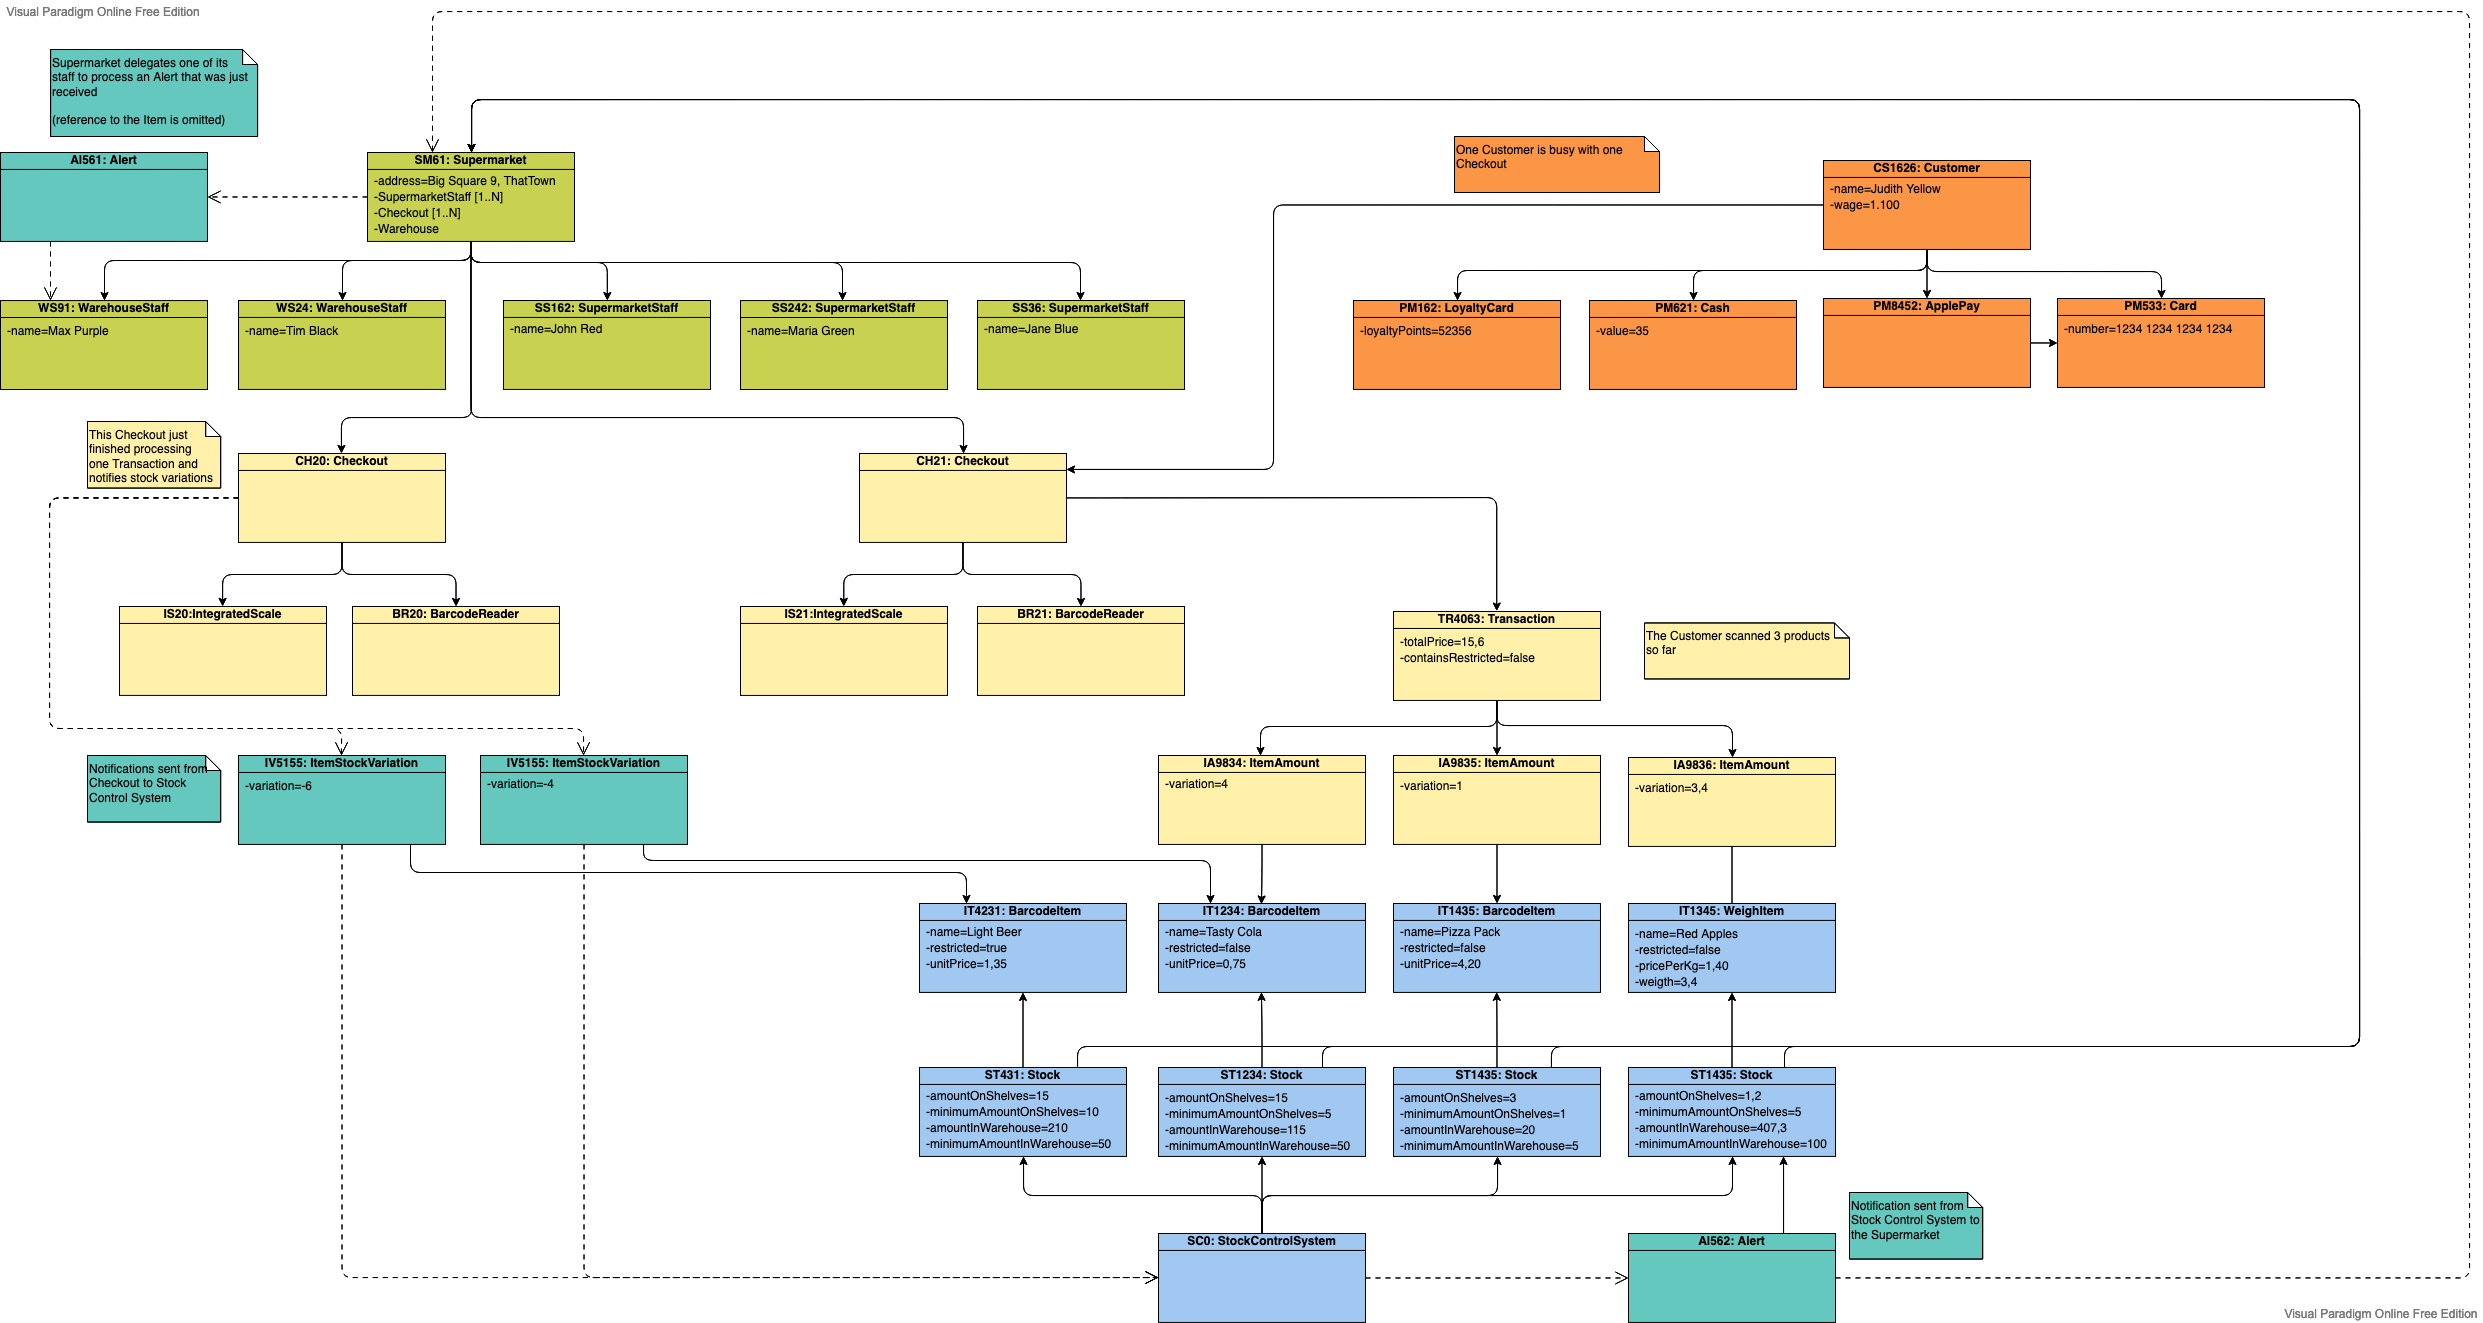 Visual Paradigm Online Free Edition
Supermarket delegates one of its
staff to process an Alert that was just
received
(reference to the Item is omitted)
AI561: Alert
SM61: Supermarket
-address=Big Square 9, ThatTown
-SupermarketStaff [1..N]
-Checkout [1..N]
-Warehouse
One Customer is busy with one
Checkout
CS1626: Customer
-name=Judith Yellow
-wage=1.100
WS91: WarehouseStaff
-name=Max Purple
WS24: WarehouseStaff
-name=Tim Black
SS162: SupermarketStaff
-name=John Red
SS242: SupermarketStaff
-name=Maria Green
SS36: SupermarketStaff
-name=Jane Blue
PM162: LoyaltyCard
-loyaltyPoints=52356
PM621: Cash
-value=35
PM8452: ApplePay
PM533: Card
-number=1234 1234 1234 1234
This Checkout just
finished processing
one Transaction and
notifies stock variations
CH20: Checkout
CH21: Checkout
IS20:IntegratedScale
BR20: BarcodeReader
IS21:IntegratedScale
BR21: BarcodeReader
TR4063: Transaction
-totalPrice=15,6
-containsRestricted=false
The Customer scanned 3 products
so far
Notifications sent from
Checkout to Stock
Control System
IV5155: ItemStockVariation
-variation=-6
IV5155: ItemStockVariation
-variation=-4
IA9834: ItemAmount
-variation=4
IA9835: ItemAmount
-variation=1
IA9836: ItemAmount
-variation=3,4
IT4231: BarcodeItem
-name=Light Beer
-restricted=true
-unitPrice=1,35
IT1234: BarcodeItem
-name=Tasty Cola
-restricted=false
-unitPrice=0,75
IT1435: BarcodeItem
-name=Pizza Pack
-restricted=false
-unitPrice=4,20
IT1345: WeighItem
-name=Red Apples
-restricted=false
-pricePerKg=1,40
-weigth=3,4
ST431: Stock
-amountOnShelves=15
-minimumAmountOnShelves=10
-amountInWarehouse=210
-minimumAmountInWarehouse=50
ST1234: Stock
-amountOnShelves=15
-minimumAmountOnShelves=5
-amountInWarehouse=115
-minimumAmountInWarehouse=50
ST1435: Stock
-amountOnShelves=3
-minimumAmountOnShelves=1
-amountInWarehouse=20
-minimumAmountInWarehouse=5
ST1435: Stock
-amountOnShelves=1,2
-minimumAmountOnShelves=5
-amountInWarehouse=407,3
-minimumAmountInWarehouse=100
SC0: StockControlSystem
AI562: Alert
Notification sent from
Stock Control System to
the Supermarket
Visual Paradigm Online Free Edition